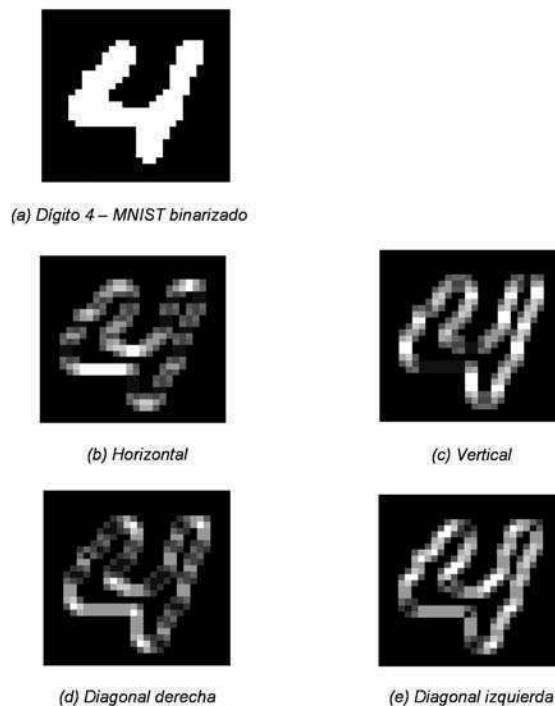 (a) Dígito 4 – MNIST binarizado
(b) Horizontal
(c) Vertical
(d) Diagonal derecha
(e) Diagonal izquierda